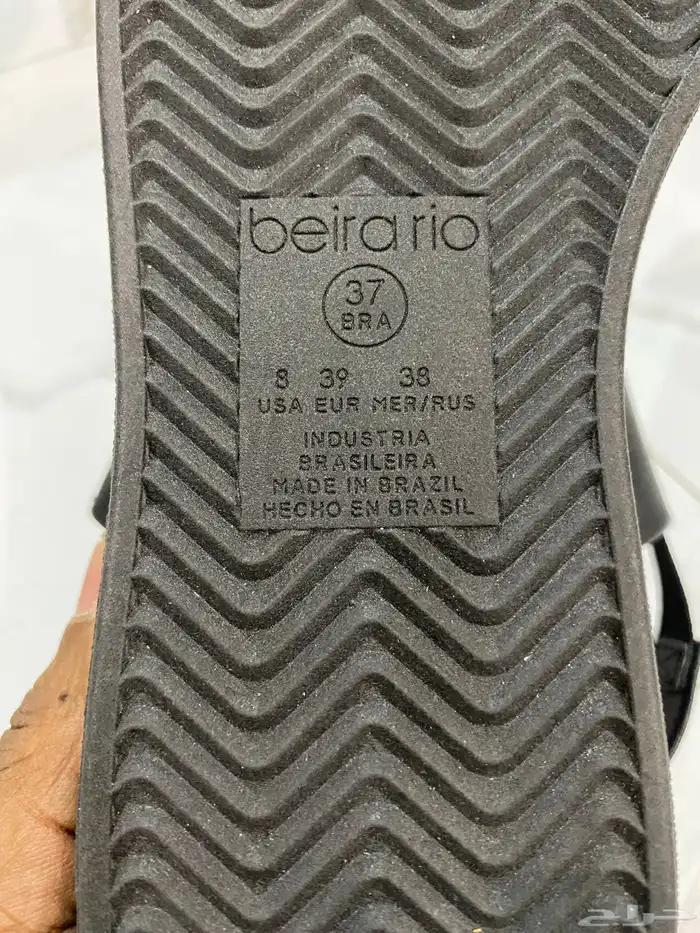 beira rio
37
BRA
8 39 38
USA EUR MER/RUS
INDUSTRIA
BRASILEIRA
MADE IN BRAZIL
HECHO EN BRASIL
حراج